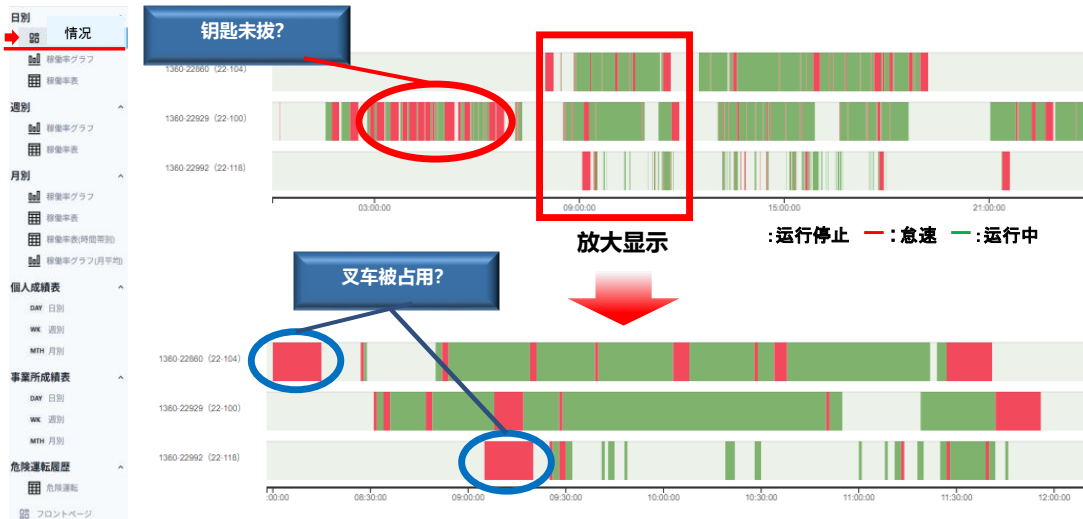 日别
情况
稼働率グラフ
稼働率表
週別
稼働率グラフ
稼働率表
月別
稼働率グラフ
稼働率表
稼働率表(時間帯別)
稼働率グラフ(月平均)
個人成績表
DAY 日別
WK 週別
MTH 月別
事業所成績表
DAY 日別
WK 週別
MTH 月別
危険運転履歴
危険運転
フロントページ
钥匙未拔?
1360-22860 (22-104)
1360-22929 (22-100)
1360-22992 (22-118)
03:00:00 09:00:00 15:00:00 21:00:00
放大显示
:运行停止 :怠速 :运行中
叉车被占用?
1360-22860 (22-104)
1360-22929 (22-100)
1360-22992 (22-118)
:00:00 08:30:00 09:00:00 09:30:00 10:00:00 10:30:00 11:00:00 11:30:00 12:00:00